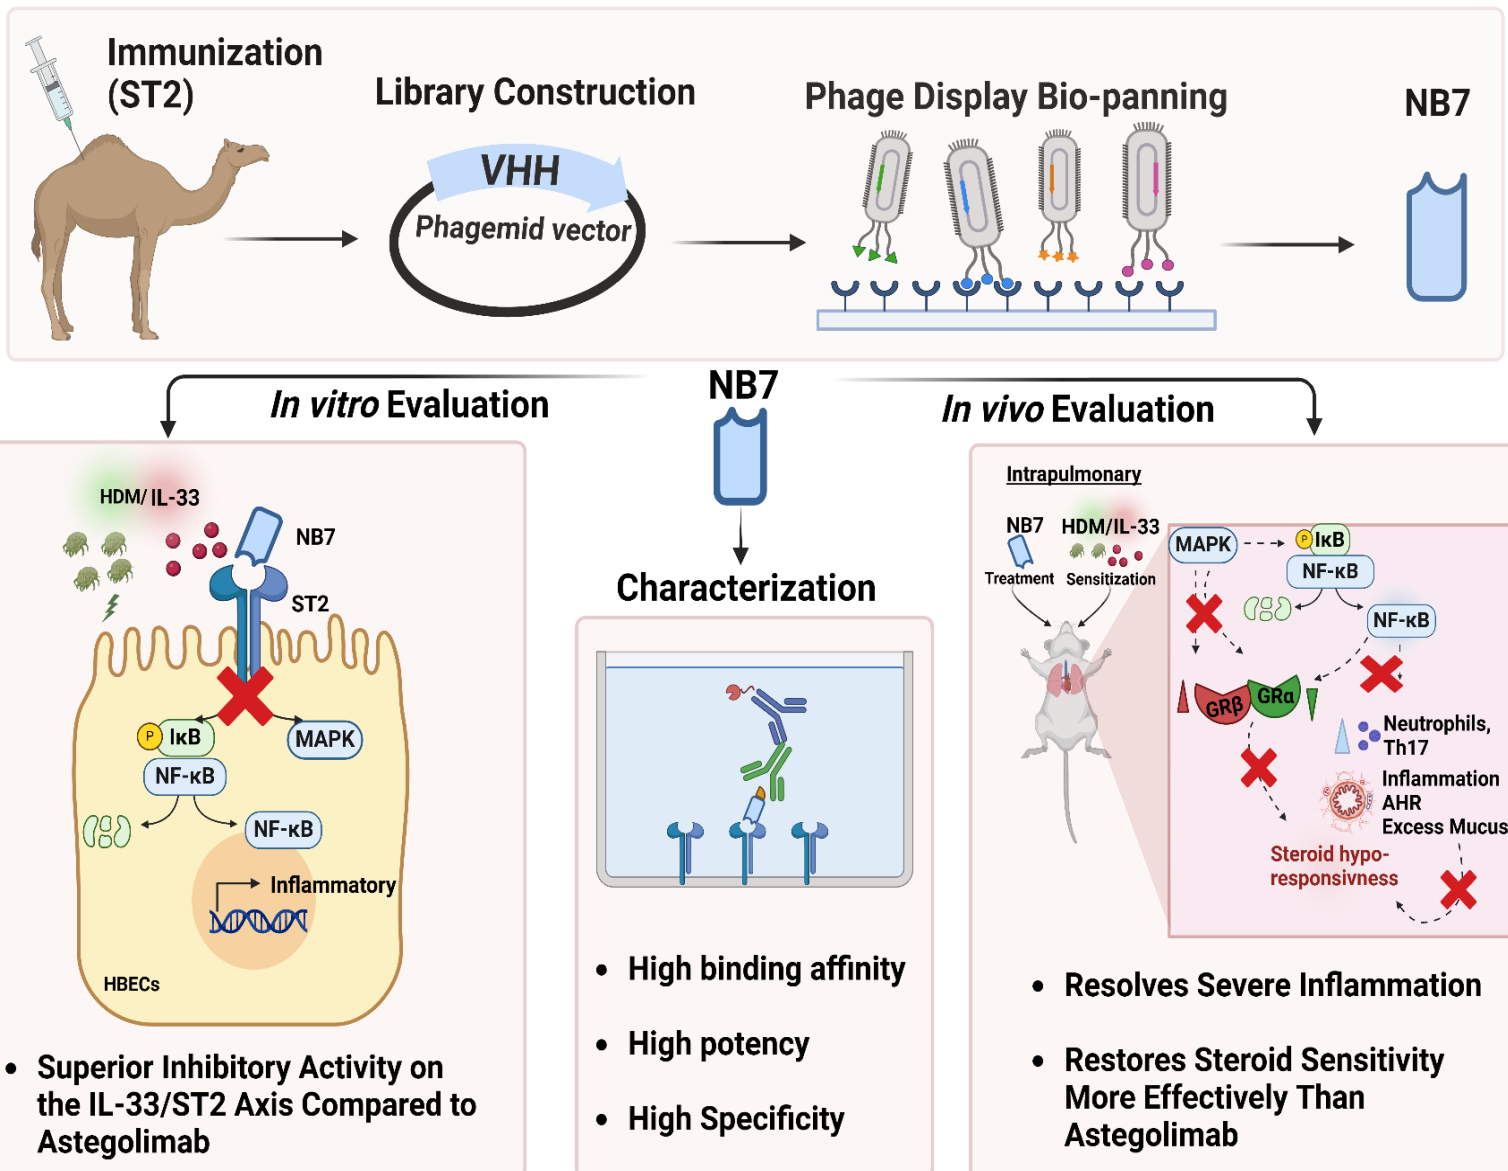 Immunization
(ST2)
Library Construction
VHH
Phagemid vector
Phage Display Bio-panning
NB7
NB7
In vitro Evaluation
In vivo Evaluation
HDM/IL-33
NB7
ST2
P
IκB
MAPK
NF-κB
NF-κB
Inflammatory
HBECs
• Superior Inhibitory Activity on
the IL-33/ST2 Axis Compared to
Astegolimab
Characterization
• High binding affinity
• High potency
• High Specificity
Intrapulmonary
NB7
HDM/IL-33
Treatment
Sensitization
MAPK
P
IκB
NF-κB
NF-κB
GRβ
GRα
Neutrophils,
Th17
Inflammation
AHR
Excess Mucus
Steroid hypo-
responsivness
• Resolves Severe Inflammation
• Restores Steroid Sensitivity
More Effectively Than
Astegolimab